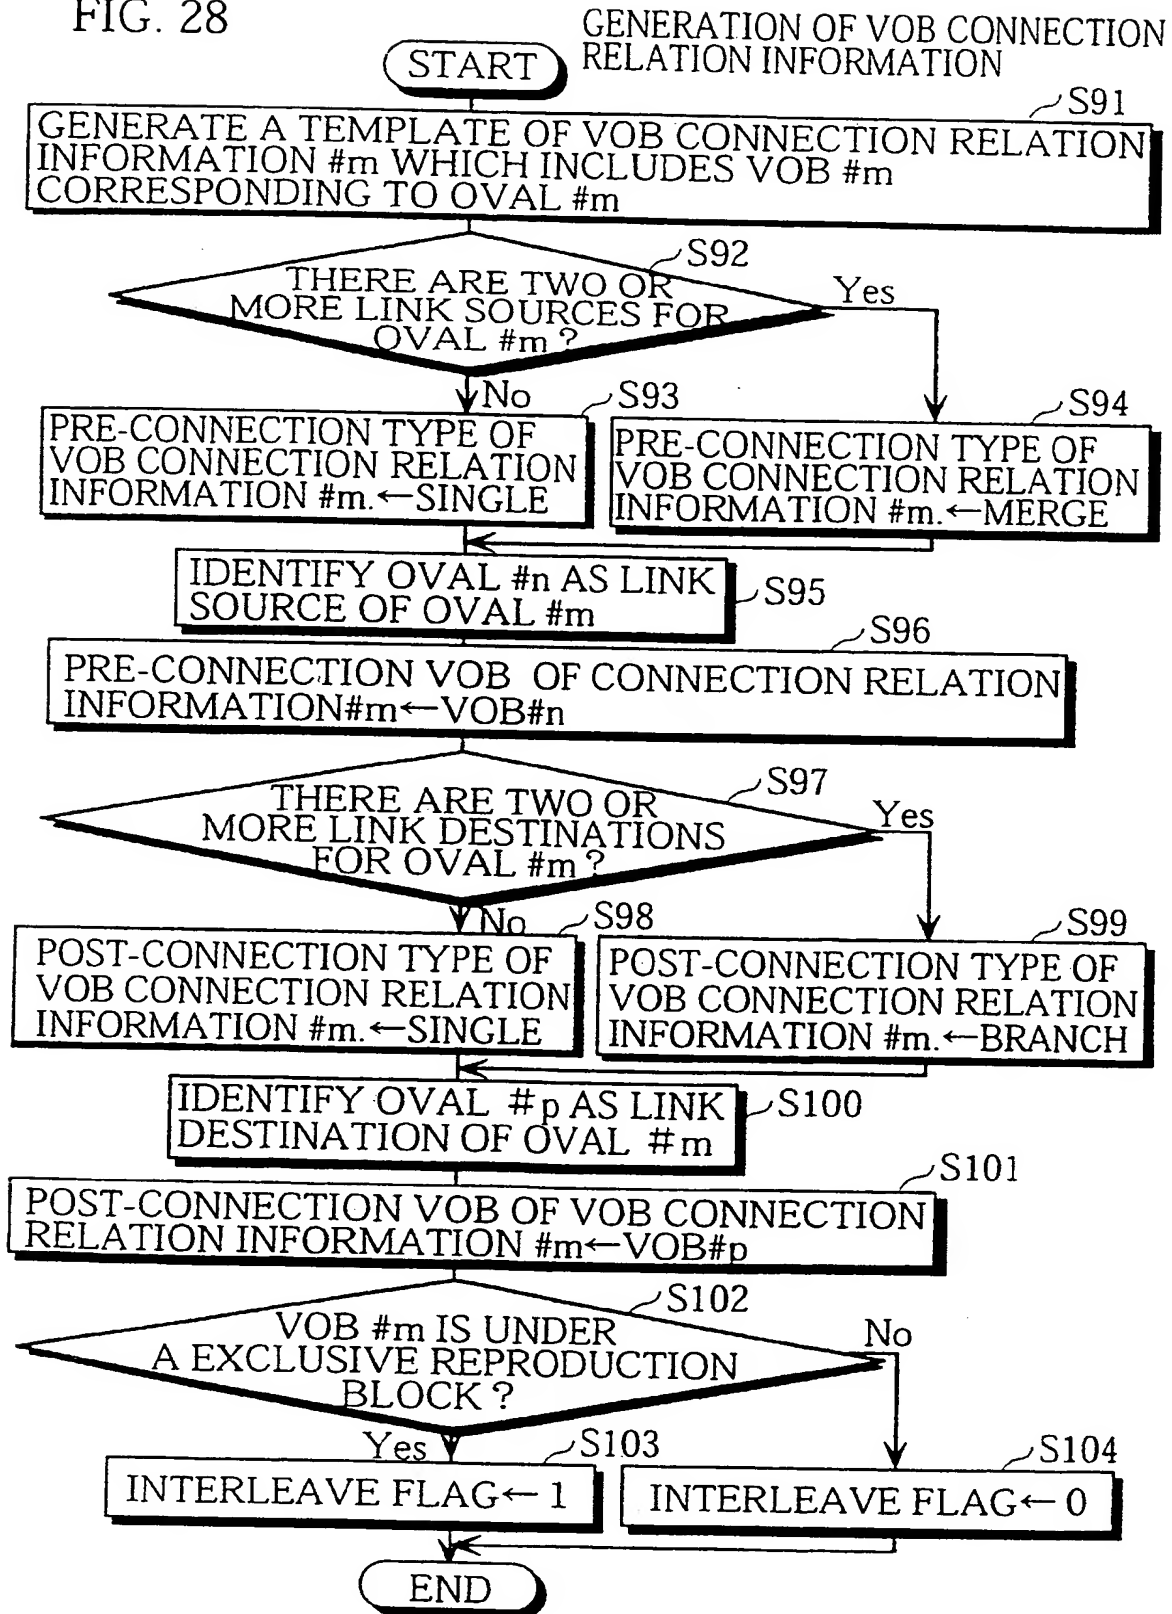 FIG. 28
GENERATION OF VOB CONNECTION
RELATION INFORMATION
START
S91
GENERATE A TEMPLATE OF VOB CONNECTION RELATION
INFORMATION #m WHICH INCLUDES VOB #m
CORRESPONDING TO OVAL #m
S92
THERE ARE TWO OR
MORE LINK SOURCES FOR
OVAL #m ?
Yes
No
S93
PRE-CONNECTION TYPE OF
VOB CONNECTION RELATION
INFORMATION #m.←SINGLE
S94
PRE-CONNECTION TYPE OF
VOB CONNECTION RELATION
INFORMATION #m.←MERGE
IDENTIFY OVAL #n AS LINK
SOURCE OF OVAL #m
S95
S96
PRE-CONNECTION VOB OF CONNECTION RELATION
INFORMATION#m←VOB#n
S97
THERE ARE TWO OR
MORE LINK DESTINATIONS
FOR OVAL #m ?
Yes
No
S98
POST-CONNECTION TYPE OF
VOB CONNECTION RELATION
INFORMATION #m.←SINGLE
S99
POST-CONNECTION TYPE OF
VOB CONNECTION RELATION
INFORMATION #m.←BRANCH
IDENTIFY OVAL #p AS LINK
DESTINATION OF OVAL #m
S100
S101
POST-CONNECTION VOB OF VOB CONNECTION
RELATION INFORMATION #m←VOB#p
S102
VOB #m IS UNDER
A EXCLUSIVE REPRODUCTION
BLOCK ?
No
Yes
S103
INTERLEAVE FLAG←1
S104
INTERLEAVE FLAG←0
END